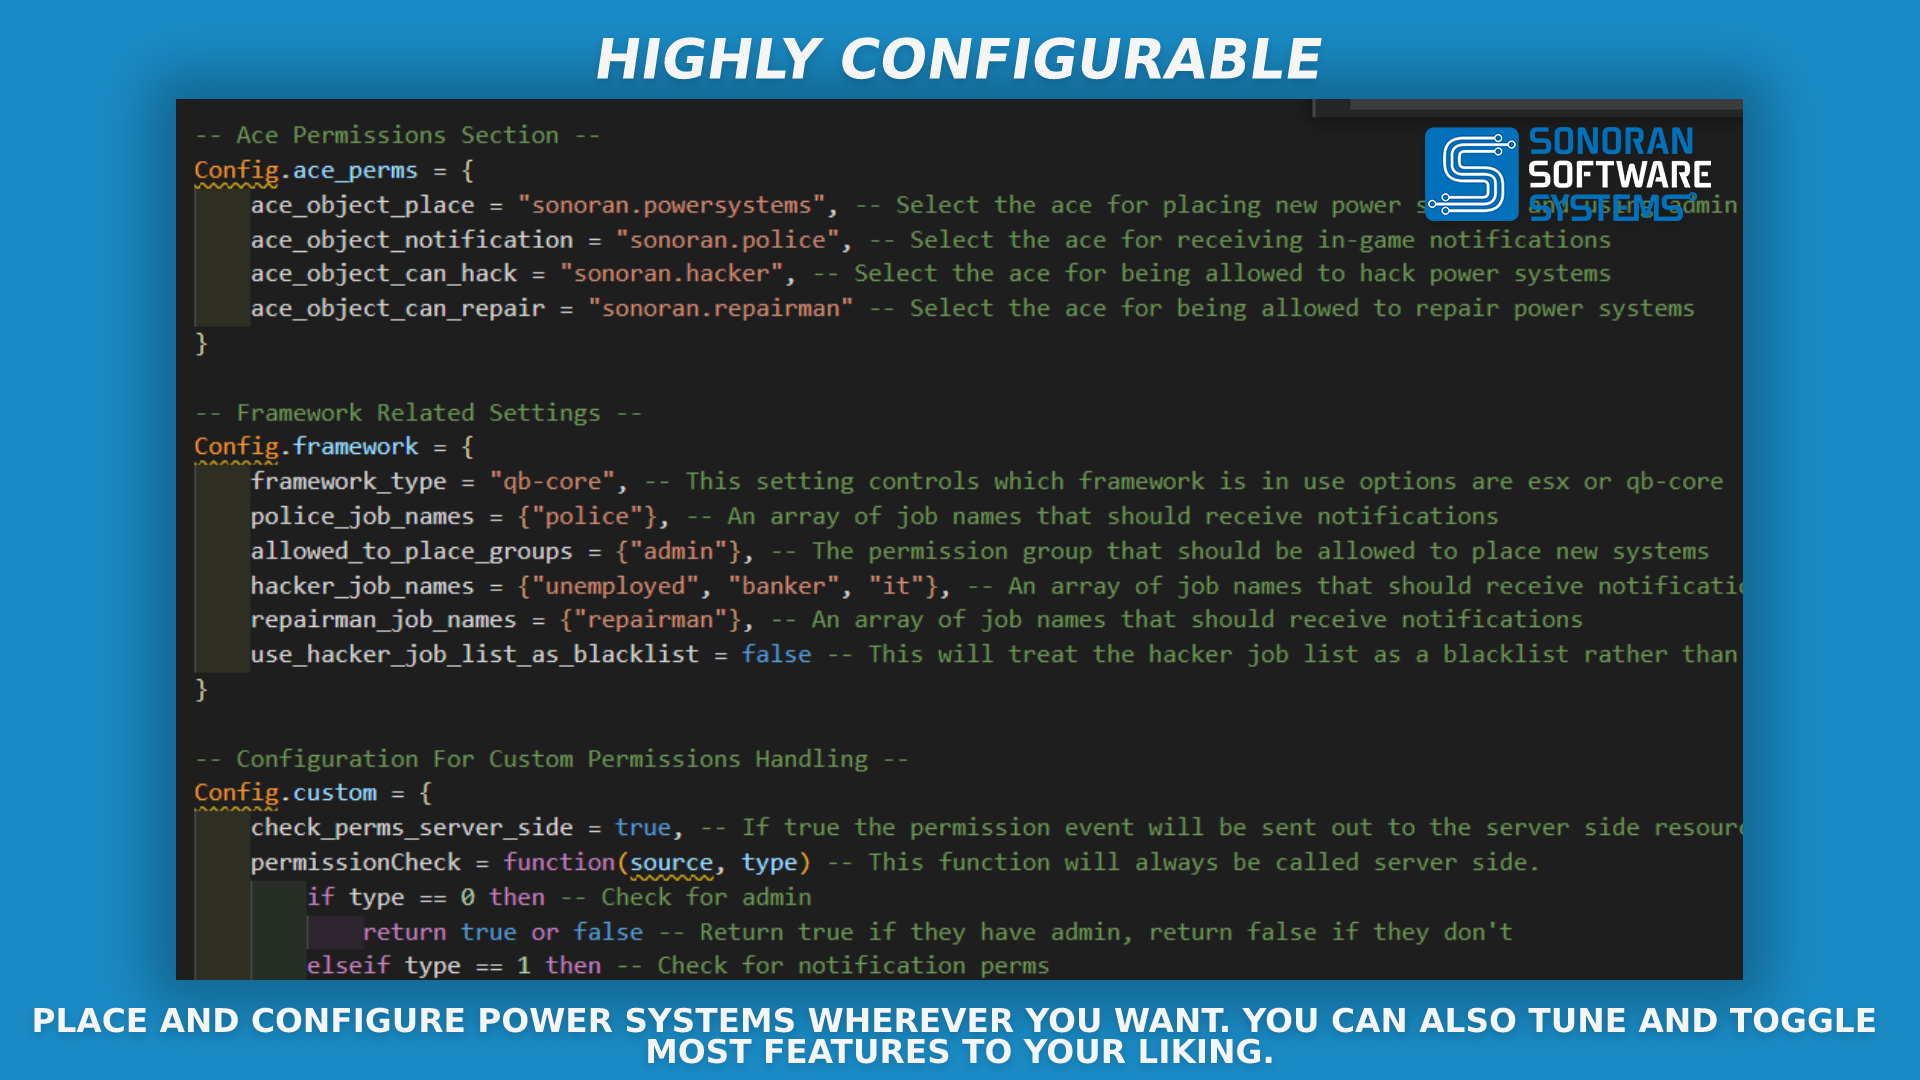 HIGHLY CONFIGURABLE
SONORAN
SOFTWARE
SYSTEMS
-- Ace Permissions Section --
Config.ace_perms = {
ace_object_place = "sonoran.powersystems", -- Select the ace for placing new power and using admin
ace_object_notification = "sonoran.police", -- Select the ace for receiving in-game notifications
ace_object_can_hack = "sonoran.hacker", -- Select the ace for being allowed to hack power systems
ace_object_can_repair = "sonoran.repairman" -- Select the ace for being allowed to repair power systems
}
-- Framework Related Settings --
Config.framework = {
framework_type = "qb-core", -- This setting controls which framework is in use options are esx or qb-core
police_job_names = {"police"}, -- An array of job names that should receive notifications
allowed_to_place_groups = {"admin"}, -- The permission group that should be allowed to place new systems
hacker_job_names = {"unemployed", "banker", "it"}, -- An array of job names that should receive notificatio
repairman_job_names = {"repairman"}, -- An array of job names that should receive notifications
use_hacker_job_list_as_blacklist = false -- This will treat the hacker job list as a blacklist rather than
}
-- Configuration For Custom Permissions Handling --
Config.custom = {
check_perms_server_side = true, -- If true the permission event will be sent out to the server side resourc
permissionCheck = function(source, type) -- This function will always be called server side.
if type == 0 then -- Check for admin
return true or false -- Return true if they have admin, return false if they don't
elseif type == 1 then -- Check for notification perms
PLACE AND CONFIGURE POWER SYSTEMS WHEREVER YOU WANT. YOU CAN ALSO TUNE AND TOGGLE
MOST FEATURES TO YOUR LIKING.